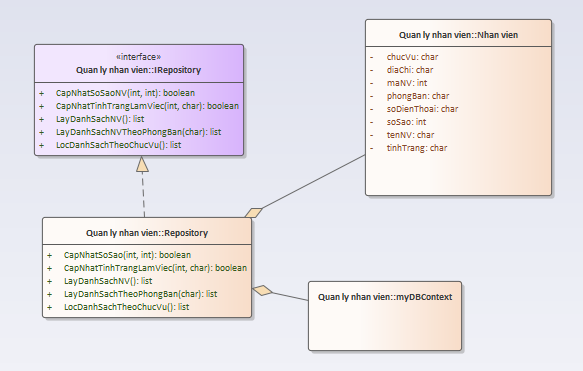 «interface»
Quan ly nhan vien::IRepository
+ CapNhatSoSaoNV(int, int): boolean
+ CapNhatTinhTrangLamViec(int, char): boolean
+ LayDanhSachNV(): list
+ LayDanhSachNVTheoPhongBan(char): list
+ LocDanhSachTheoChucVu(): list
Quan ly nhan vien::Nhan vien
- chucVu: char
- diaChi: char
- maNV: int
- phongBan: char
- soDienThoai: char
- soSao: int
- tenNV: char
- tinhTrang: char
Quan ly nhan vien::Repository
+ CapNhatSoSao(int, int): boolean
+ CapNhatTinhTrangLamViec(int, char): boolean
+ LayDanhSachNV(): list
+ LayDanhSachTheoPhongBan(char): list
+ LocDanhSachTheoChucVu(): list
Quan ly nhan vien::myDBContext